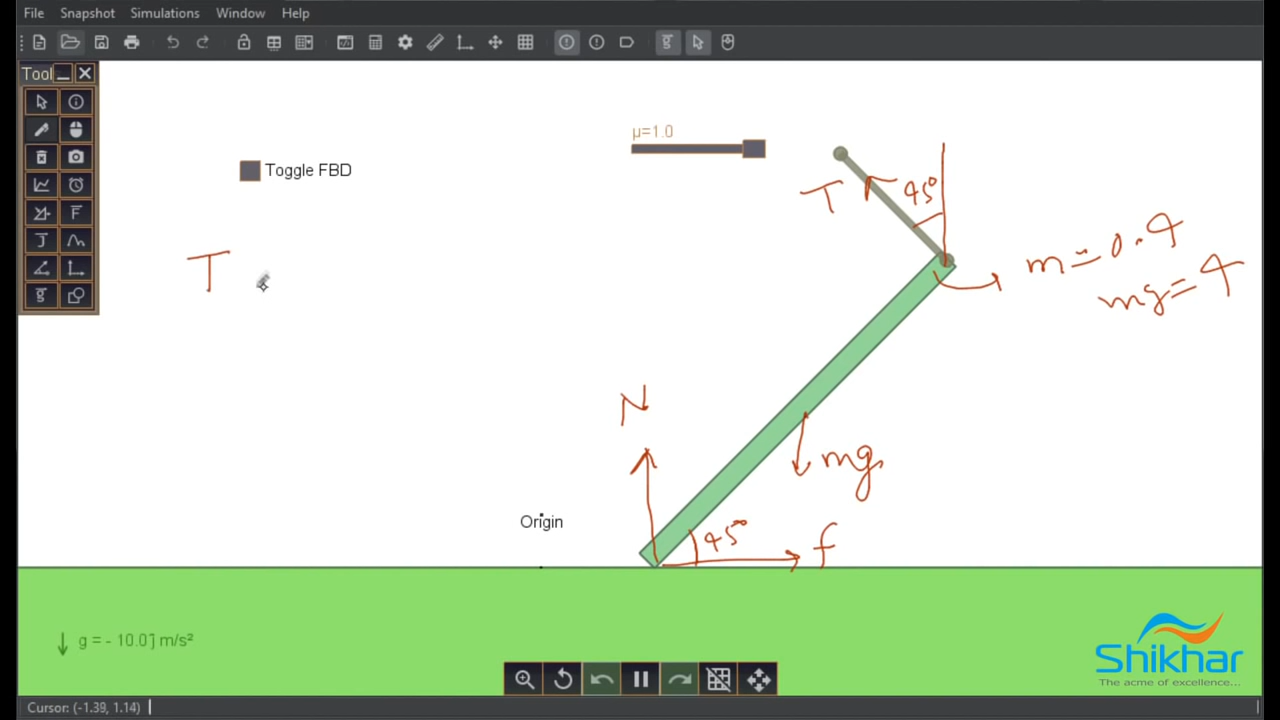 File Snapshot Simulations Window Help
Tool
Toggle FBD
μ=1.0
T
T
45°
m=0.4
mg=4
N
mg
Origin
45°
f
g = - 10.0 ĵ m/s²
Shikhar
The acme of excellence...
Cursor: (-1.39, 1.14)